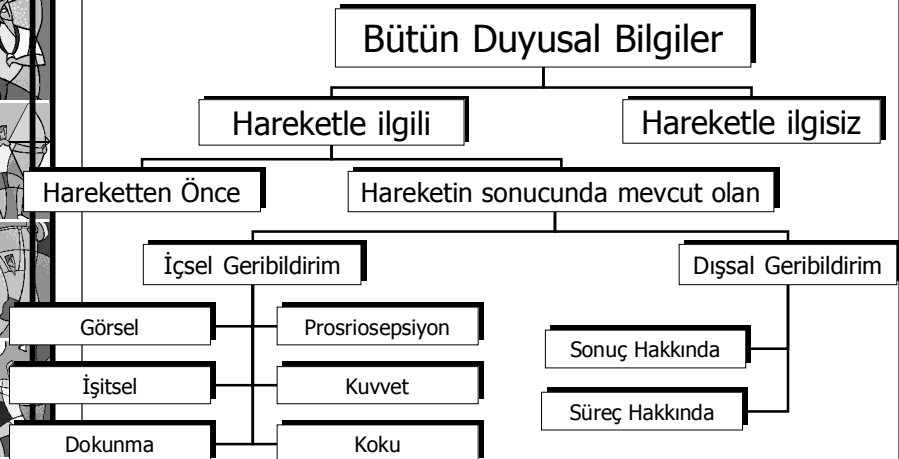 Bütün Duyusal Bilgiler
Hareketle ilgili
Hareketle ilgisiz
Hareketten Önce
Hareketin sonucunda mevcut olan
İçsel Geribildirim
Dışsal Geribildirim
Görsel
Prosriosepsiyon
İşitsel
Kuvvet
Dokunma
Koku
Sonuç Hakkında
Süreç Hakkında